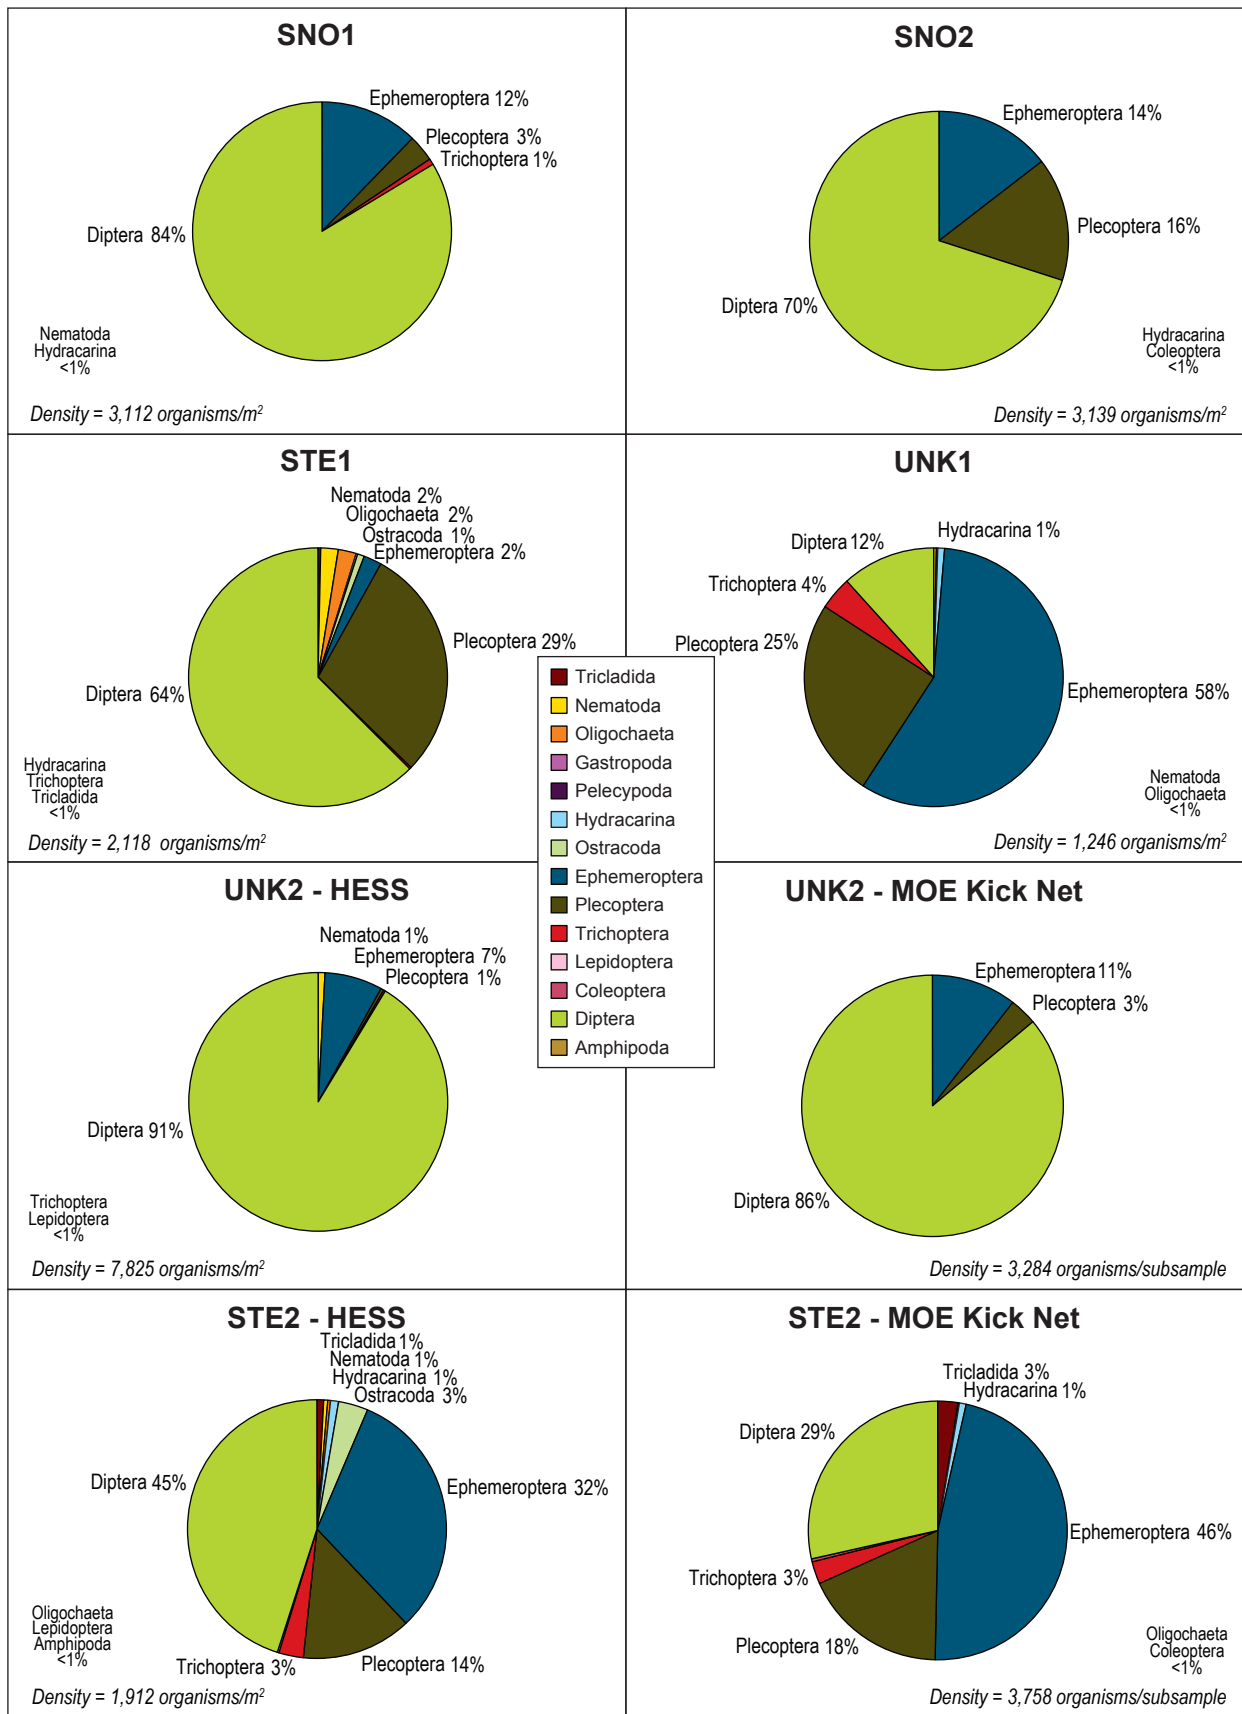 SNO1
Ephemeroptera 12%
Plecoptera 3%
Trichoptera 1%
Diptera 84%
Nematoda
Hydracarina
<1%
Density = 3,112 organisms/m²
SNO2
Ephemeroptera 14%
Plecoptera 16%
Diptera 70%
Hydracarina
Coleoptera
<1%
Density = 3,139 organisms/m²
STE1
Nematoda 2%
Oligochaeta 2%
Ostracoda 1%
Ephemeroptera 2%
Plecoptera 29%
Diptera 64%
Hydracarina
Trichoptera
Tricladida
<1%
Density = 2,118 organisms/m²
UNK1
Hydracarina 1%
Diptera 12%
Trichoptera 4%
Plecoptera 25%
Ephemeroptera 58%
Nematoda
Oligochaeta
<1%
Density = 1,246 organisms/m²
Tricladida
Nematoda
Oligochaeta
Gastropoda
Pelecypoda
Hydracarina
Ostracoda
Ephemeroptera
Plecoptera
Trichoptera
Lepidoptera
Coleoptera
Diptera
Amphipoda
UNK2 - HESS
Nematoda 1%
Ephemeroptera 7%
Plecoptera 1%
Diptera 91%
Trichoptera
Lepidoptera
<1%
Density = 7,825 organisms/m²
UNK2 - MOE Kick Net
Ephemeroptera 11%
Plecoptera 3%
Diptera 86%
Density = 3,284 organisms/subsample
STE2 - HESS
Tricladida 1%
Nematoda 1%
Hydracarina 1%
Ostracoda 3%
Diptera 45%
Ephemeroptera 32%
Oligochaeta
Lepidoptera
Amphipoda
<1%
Trichoptera 3%
Plecoptera 14%
Density = 1,912 organisms/m²
STE2 - MOE Kick Net
Tricladida 3%
Hydracarina 1%
Diptera 29%
Ephemeroptera 46%
Trichoptera 3%
Plecoptera 18%
Oligochaeta
Coleoptera
<1%
Density = 3,758 organisms/subsample